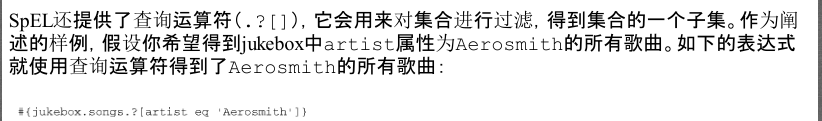 SpEL还提供了查询运算符(.?[]),它会用来对集合进行过滤,得到集合的一个子集。作为阐
述的样例,假设你希望得到jukebox中artist属性为Aerosmith的所有歌曲。如下的表达式
就使用查询运算符得到了Aerosmith的所有歌曲:
#{jukebox.songs.?[artist eq 'Aerosmith']}